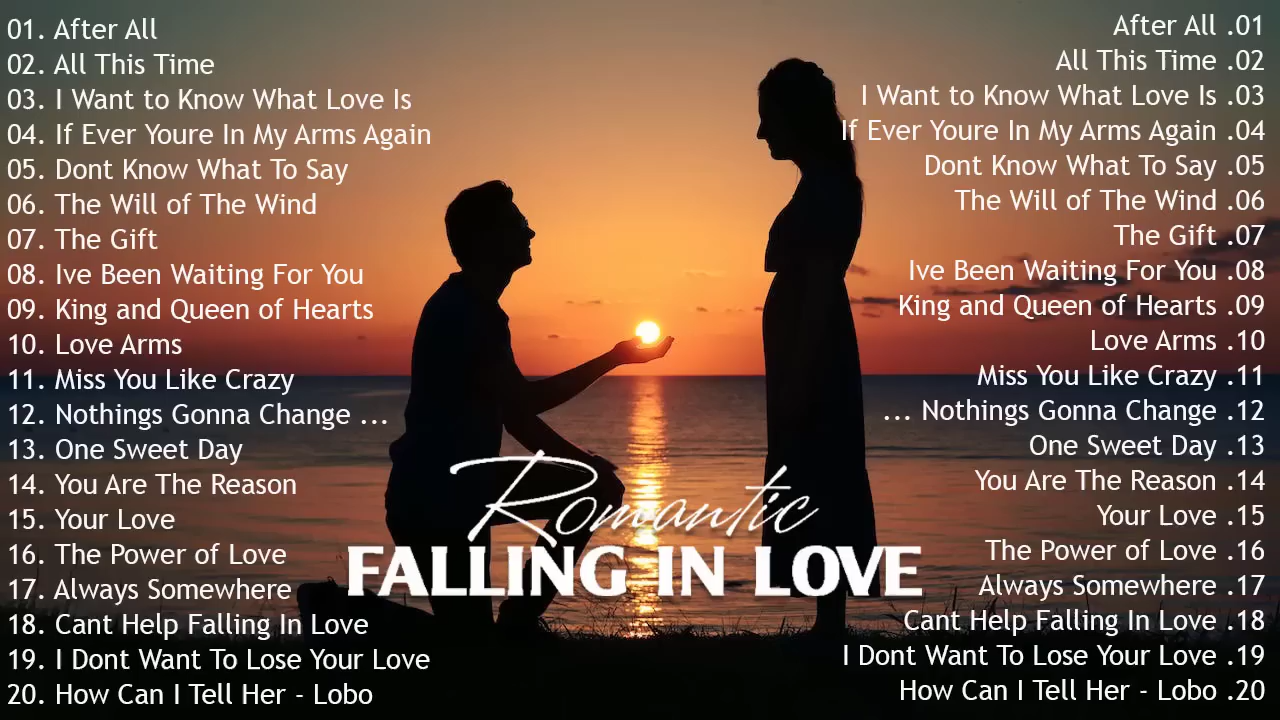 01. After All
02. All This Time
03. I Want to Know What Love Is
04. If Ever Youre In My Arms Again
05. Dont Know What To Say
06. The Will of The Wind
07. The Gift
08. Ive Been Waiting For You
09. King and Queen of Hearts
10. Love Arms
11. Miss You Like Crazy
12. Nothings Gonna Change ...
13. One Sweet Day
14. You Are The Reason
15. Your Love
16. The Power of Love
17. Always Somewhere
18. Cant Help Falling In Love
19. I Dont Want To Lose Your Love
20. How Can I Tell Her - Lobo
Romantic
FALLING IN LOVE
After All .01
All This Time .02
I Want to Know What Love Is .03
If Ever Youre In My Arms Again .04
Dont Know What To Say .05
The Will of The Wind .06
The Gift .07
Ive Been Waiting For You .08
King and Queen of Hearts .09
Love Arms .10
Miss You Like Crazy .11
... Nothings Gonna Change .12
One Sweet Day .13
You Are The Reason .14
Your Love .15
The Power of Love .16
Always Somewhere .17
Cant Help Falling In Love .18
I Dont Want To Lose Your Love .19
How Can I Tell Her - Lobo .20